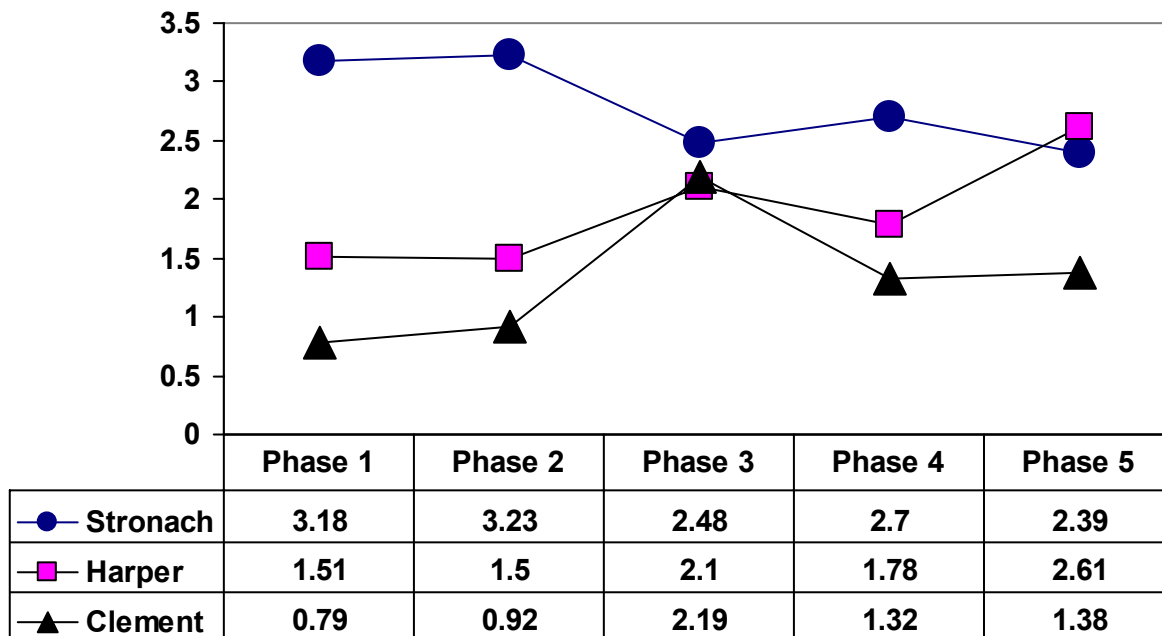 3.5
3
2.5
2
1.5
1
0.5
0
Phase 1 Phase 2 Phase 3 Phase 4 Phase 5
Stronach 3.18 3.23 2.48 2.7 2.39
Harper 1.51 1.5 2.1 1.78 2.61
Clement 0.79 0.92 2.19 1.32 1.38